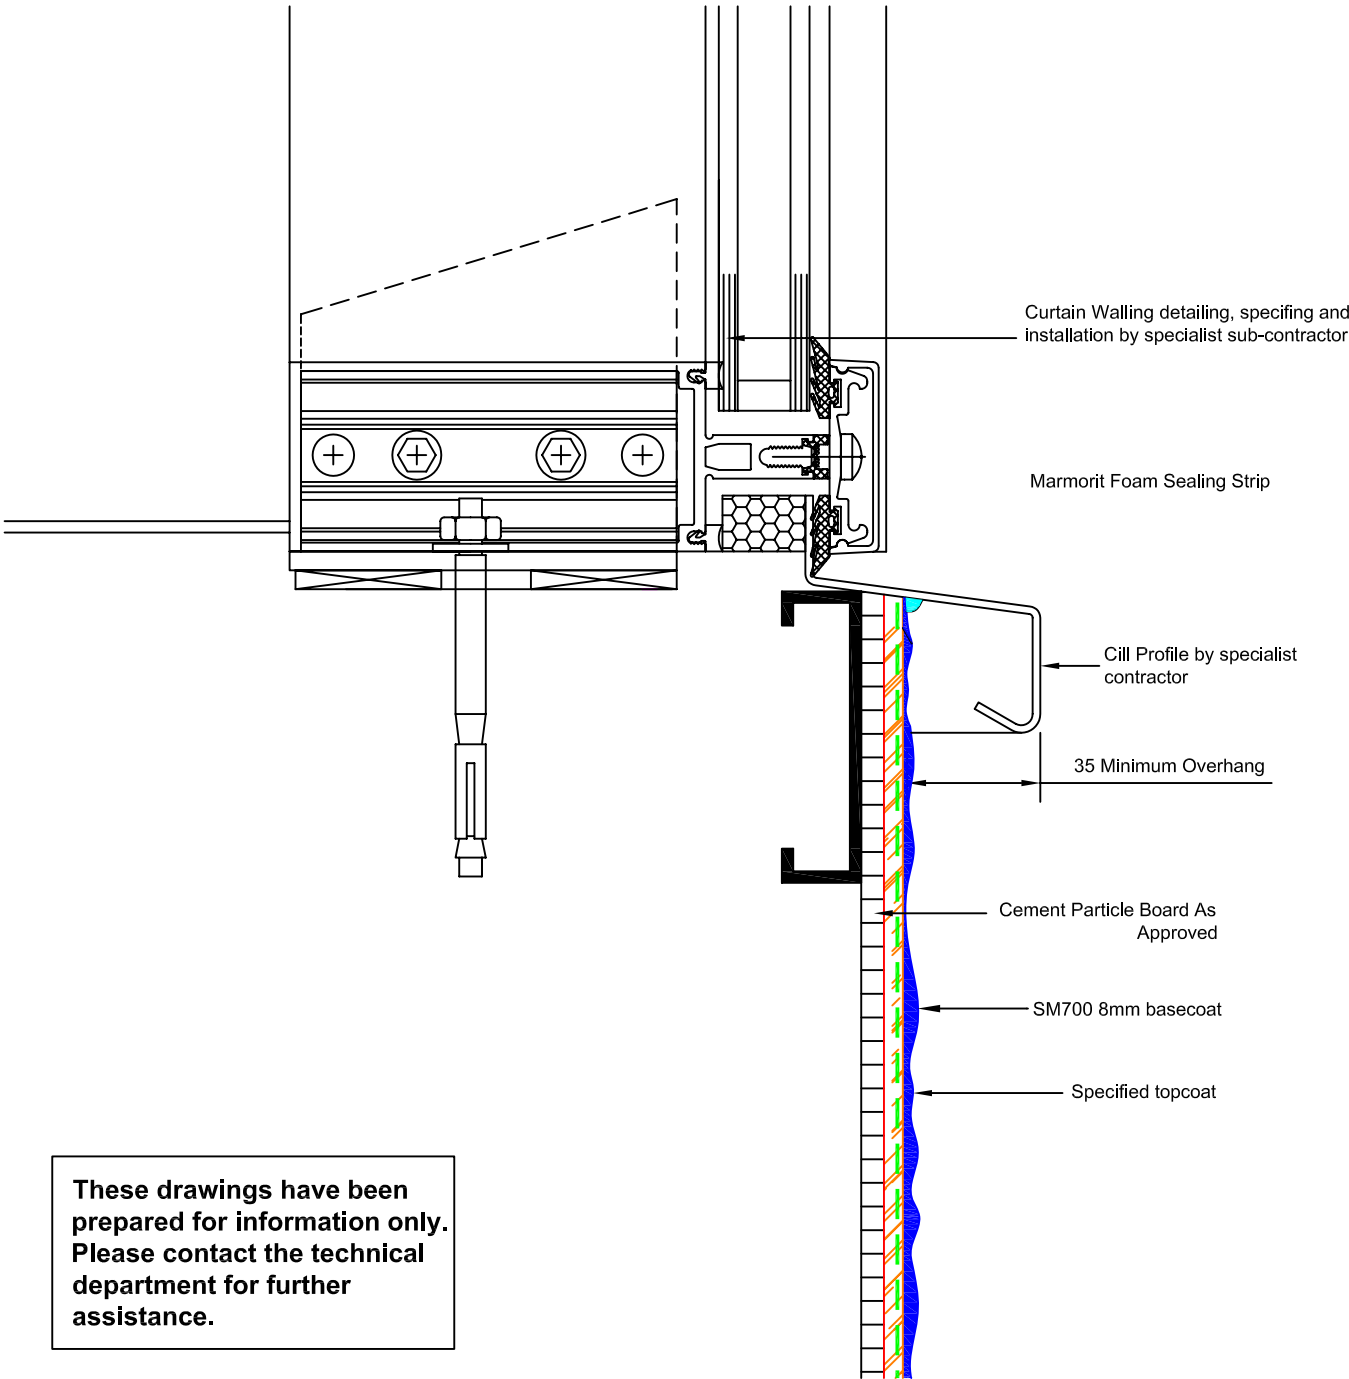 Curtain Walling detailing, specifing and
installation by specialist sub-contractor
Marmorit Foam Sealing Strip
Cill Profile by specialist
contractor
35 Minimum Overhang
Cement Particle Board As
Approved
SM700 8mm basecoat
Specified topcoat
These drawings have been
prepared for information only.
Please contact the technical
department for further
assistance.